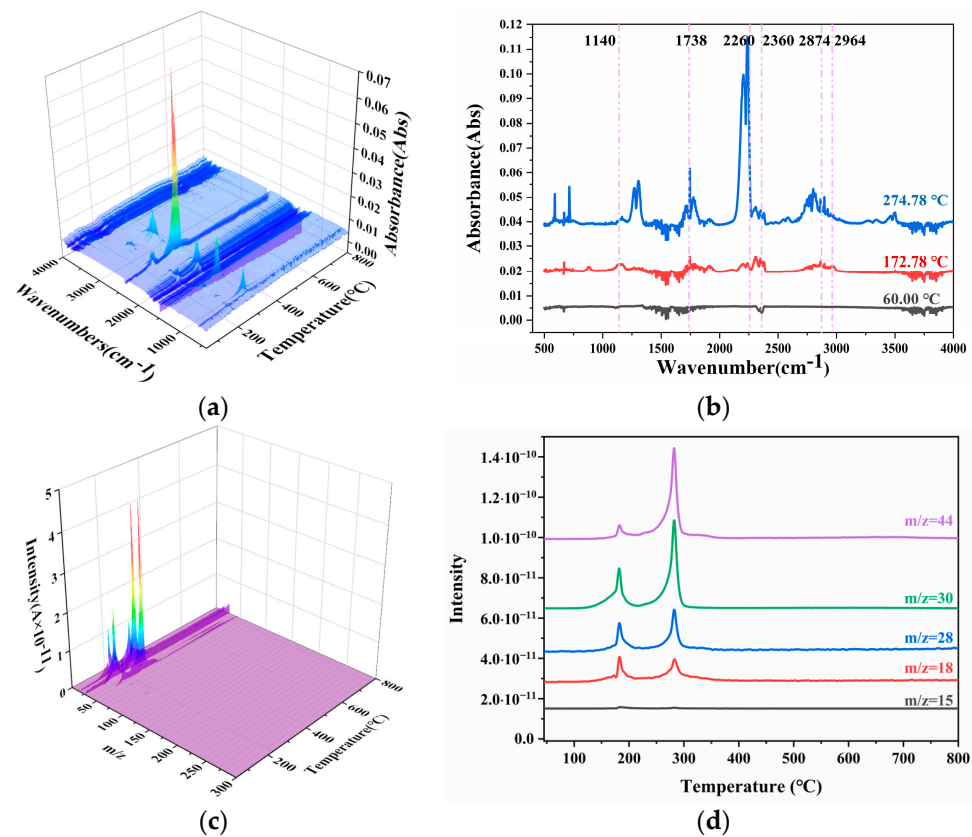 (a)
0.07
0.06
0.05
0.04
0.03
0.02
0.01
0.00
Absorbance(Abs)
4000
3000
2000
1000
Wavenumbers(cm⁻¹)
200
400
600
800
Temperature(℃)
(b)
0.12
0.11
0.10
0.09
0.08
0.07
0.06
0.05
0.04
0.03
0.02
0.01
0.00
Absorbance(Abs)
1140 1738 2260 2360 2874 2964
274.78 ℃
172.78 ℃
60.00 ℃
500 1000 1500 2000 2500 3000 3500 4000
Wavenumber(cm⁻¹)
(c)
5
4
3
2
1
0
Intensity(A×10⁻¹¹)
50
100
150
200
250
300
m/z
200
400
600
800
Temperature(℃)
(d)
1.4·10⁻¹⁰
1.2·10⁻¹⁰
1.0·10⁻¹⁰
8.0·10⁻¹¹
6.0·10⁻¹¹
4.0·10⁻¹¹
2.0·10⁻¹¹
0.0
Intensity
m/z=44
m/z=30
m/z=28
m/z=18
m/z=15
100 200 300 400 500 600 700 800
Temperature (℃)